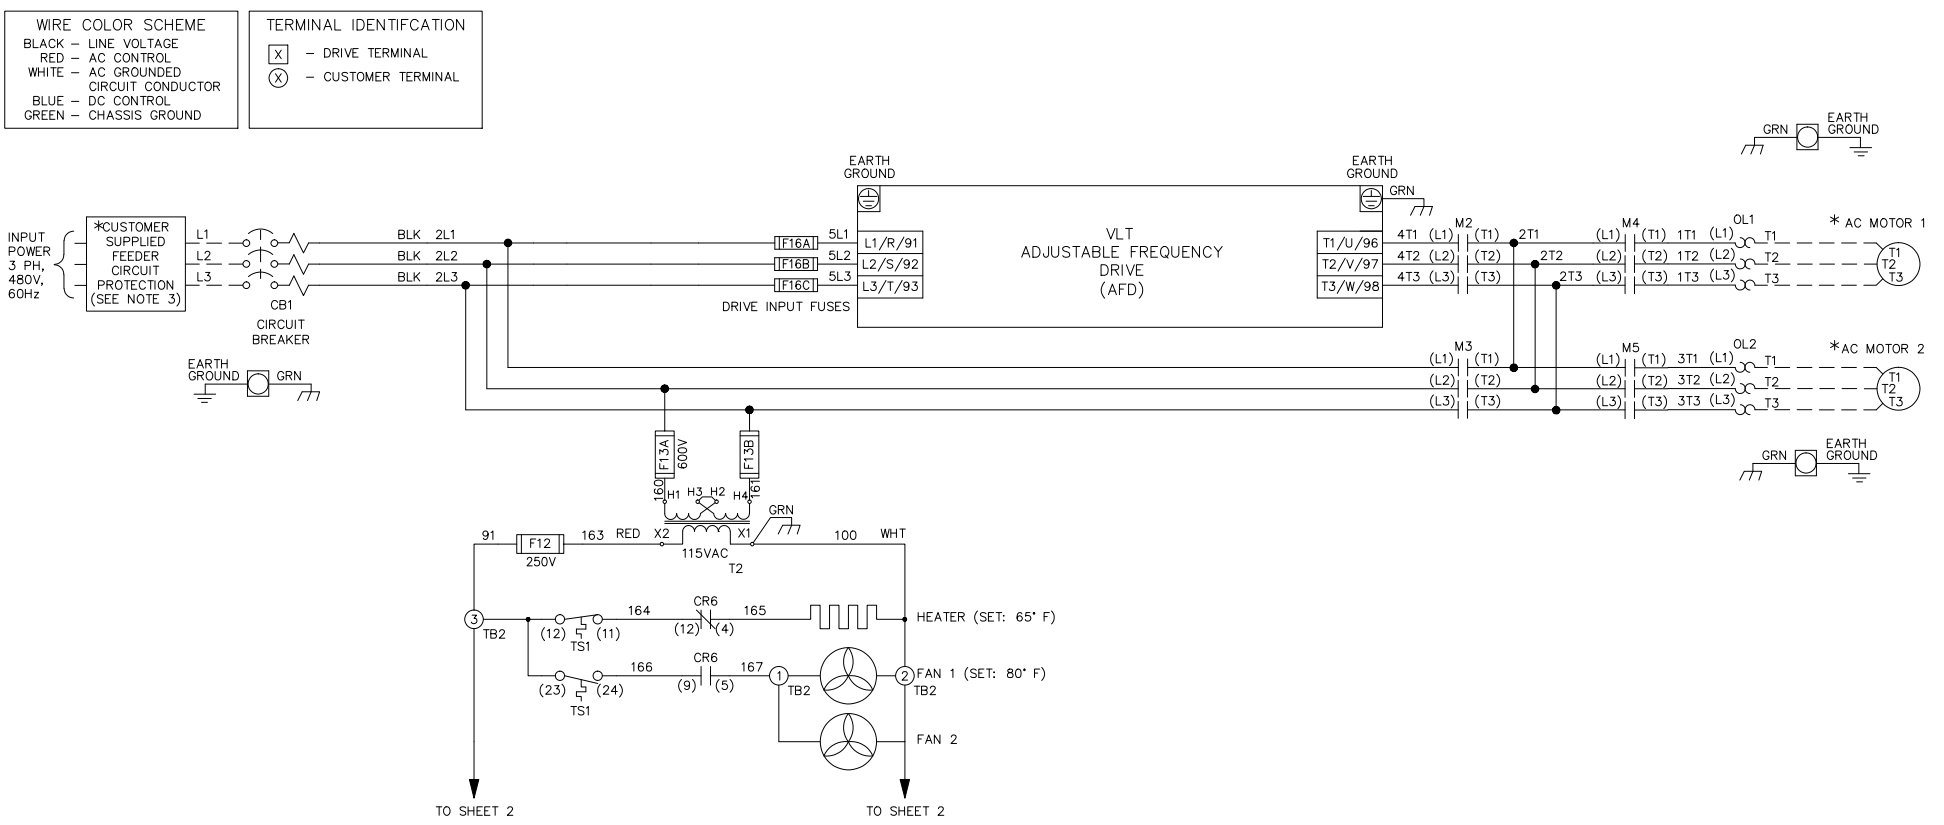 WIRE COLOR SCHEME
BLACK – LINE VOLTAGE
RED – AC CONTROL
WHITE – AC GROUNDED
CIRCUIT CONDUCTOR
BLUE – DC CONTROL
GREEN – CHASSIS GROUND
TERMINAL IDENTIFCATION
X – DRIVE TERMINAL
X – CUSTOMER TERMINAL
INPUT
POWER
3 PH,
480V,
60Hz
*CUSTOMER
SUPPLIED
FEEDER
CIRCUIT
PROTECTION
(SEE NOTE 3)
L1
L2
L3
CB1
CIRCUIT
BREAKER
BLK 2L1
BLK 2L2
BLK 2L3
F16A 5L1
F16B 5L2
F16C 5L3
DRIVE INPUT FUSES
EARTH
GROUND
L1/R/91
L2/S/92
L3/T/93
VLT
ADJUSTABLE FREQUENCY
DRIVE
(AFD)
EARTH
GROUND
GRN
T1/U/96
T2/V/97
T3/W/98
M2
4T1 (L1) (T1) 2T1
4T2 (L2) (T2) 2T2
4T3 (L3) (T3) 2T3
M4
(L1) (T1) 1T1 (L1)
(L2) (T2) 1T2 (L2)
(L3) (T3) 1T3 (L3)
OL1
T1
T2
T3
* AC MOTOR 1
T1
T2
T3
GRN
EARTH
GROUND
EARTH
GROUND
GRN
M3
(L1) (T1)
(L2) (T2)
(L3) (T3)
M5
(L1) (T1) 3T1 (L1)
(L2) (T2) 3T2 (L2)
(L3) (T3) 3T3 (L3)
OL2
T1
T2
T3
*AC MOTOR 2
T1
T2
T3
GRN
EARTH
GROUND
F13A
600V
F13B
160
161
H1 H3 H2 H4
GRN
91 F12 163 RED X2 X1 100 WHT
250V
115VAC
T2
3
TB2
(12) (11)
TS1
164
CR6
(12) (4)
165
HEATER (SET: 65° F)
(23) (24)
TS1
166
CR6
(9) (5)
167
1
TB2
2
TB2
FAN 1 (SET: 80° F)
FAN 2
TO SHEET 2
TO SHEET 2